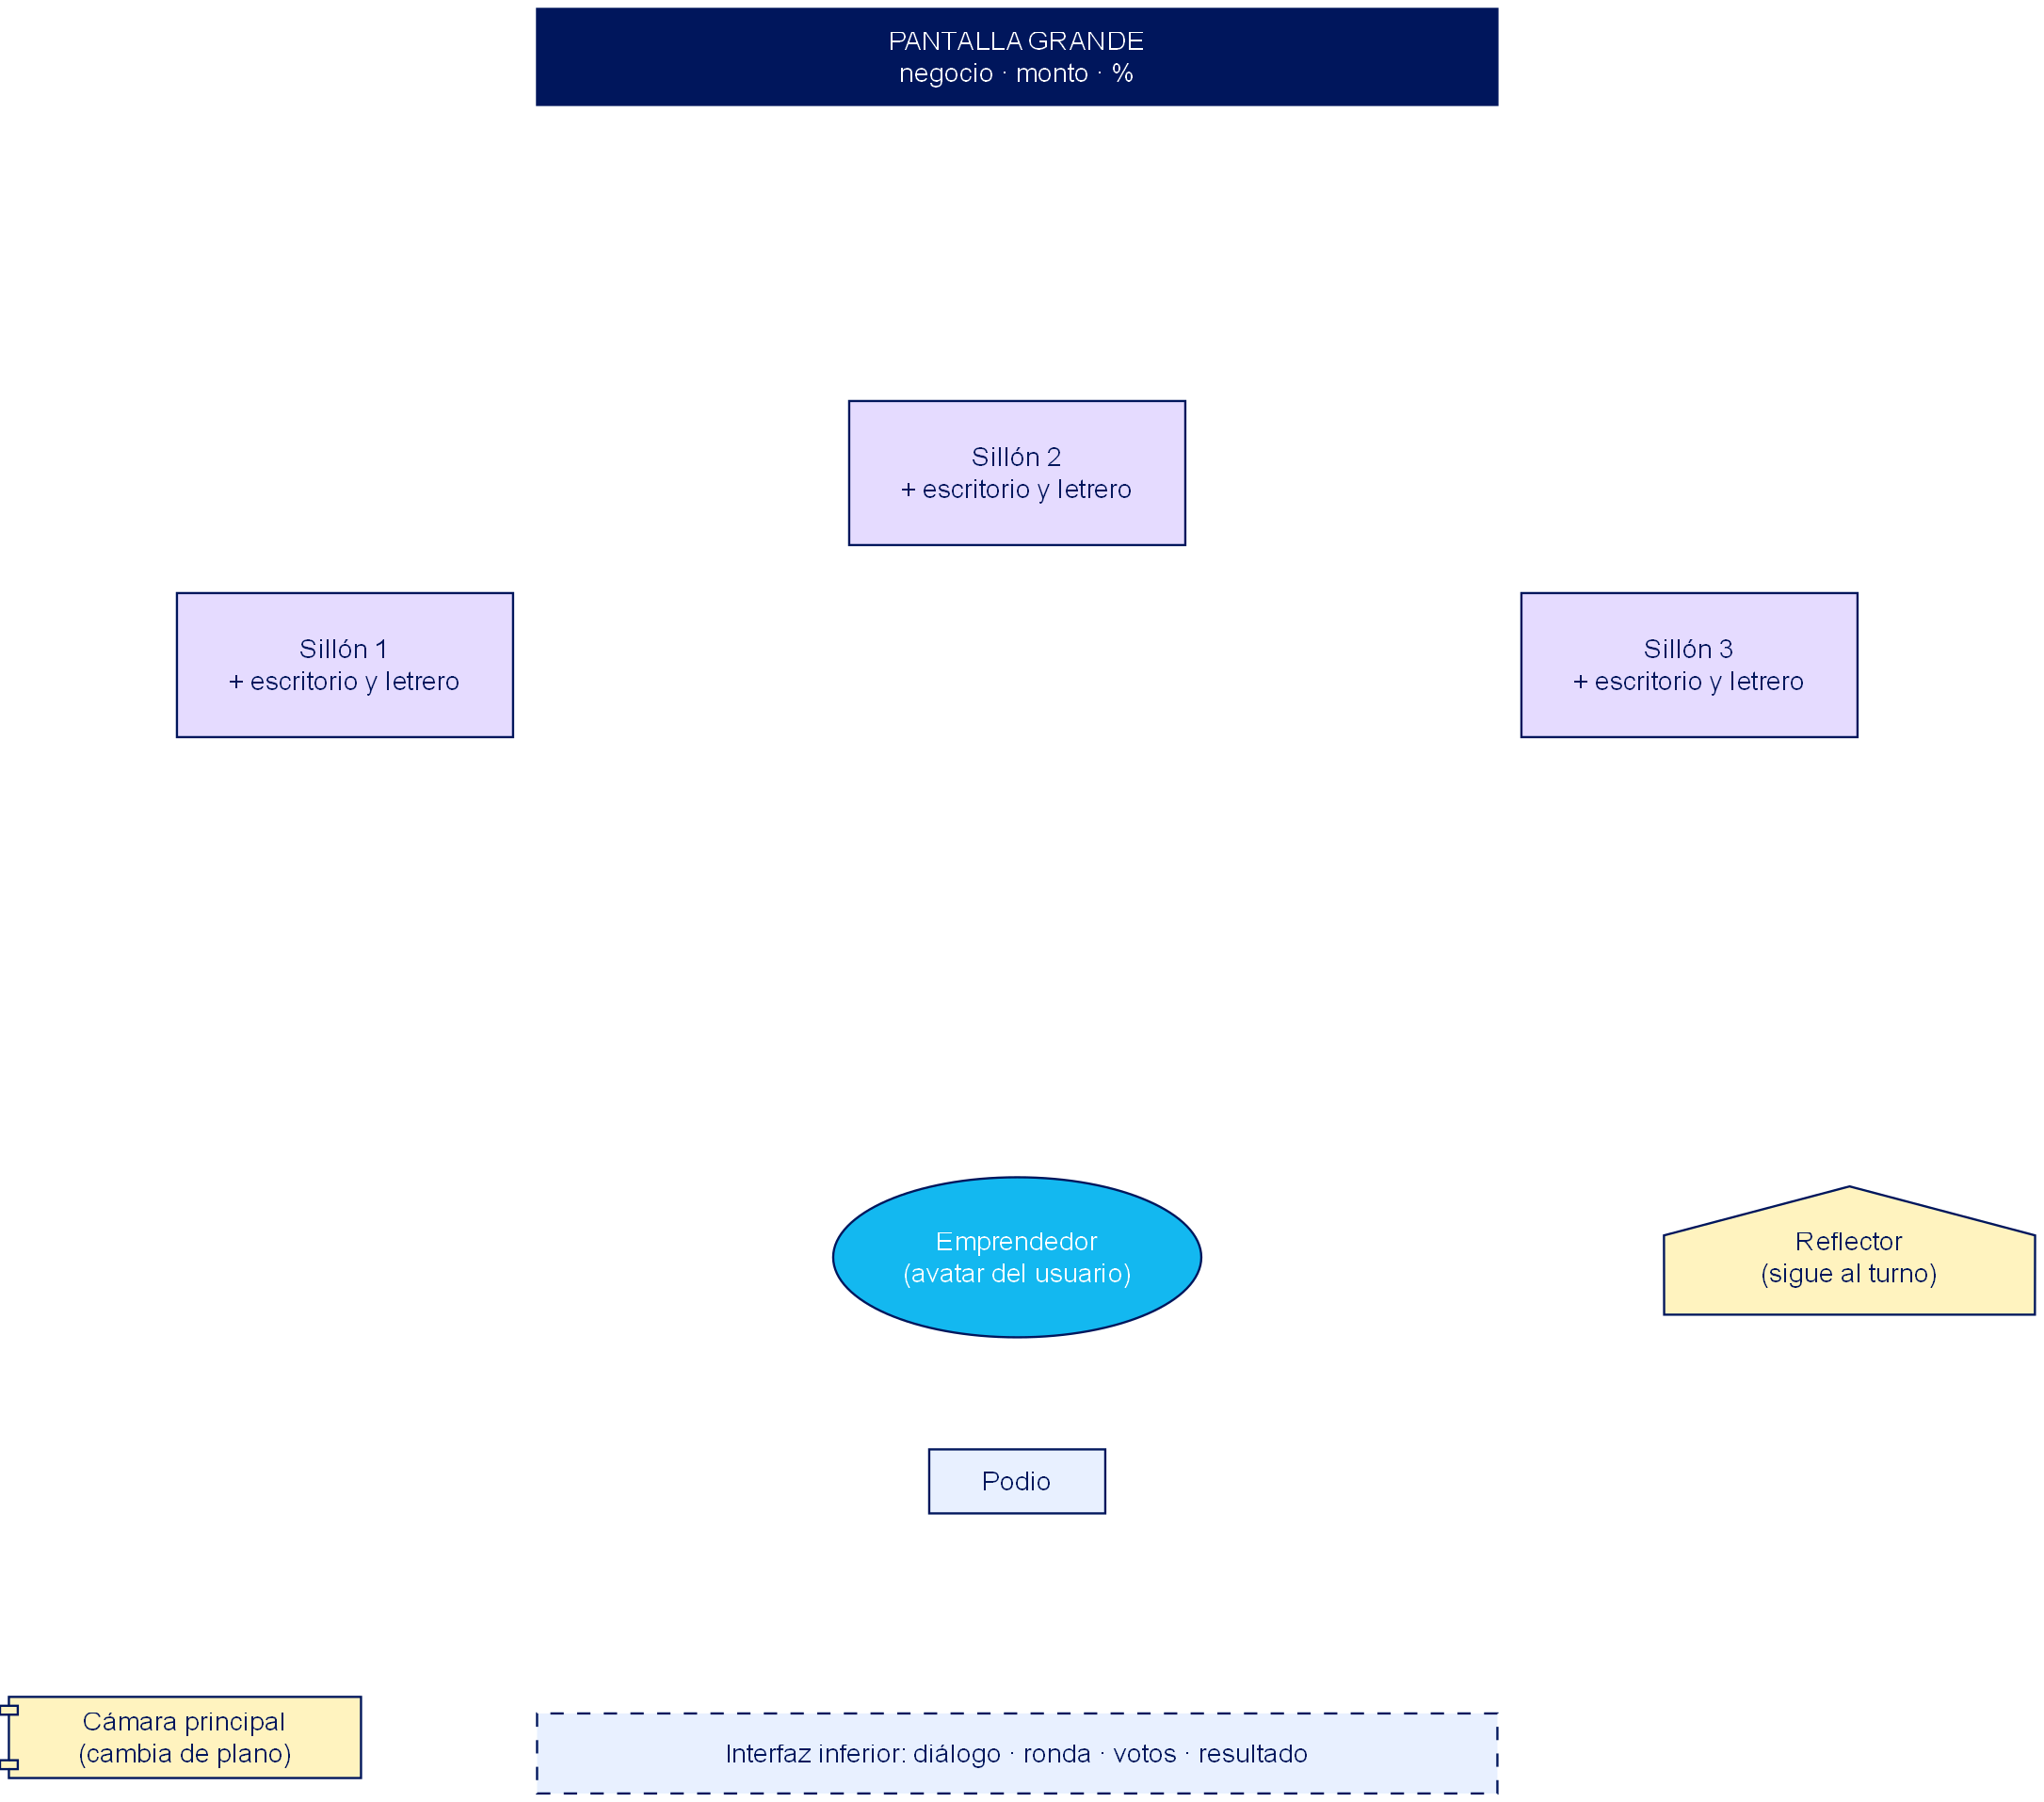 PANTALLA GRANDE
negocio · monto · %
Sillón 2
+ escritorio y letrero
Sillón 1
+ escritorio y letrero
Sillón 3
+ escritorio y letrero
Emprendedor
(avatar del usuario)
Reflector
(sigue al turno)
Podio
Cámara principal
(cambia de plano)
Interfaz inferior: diálogo · ronda · votos · resultado